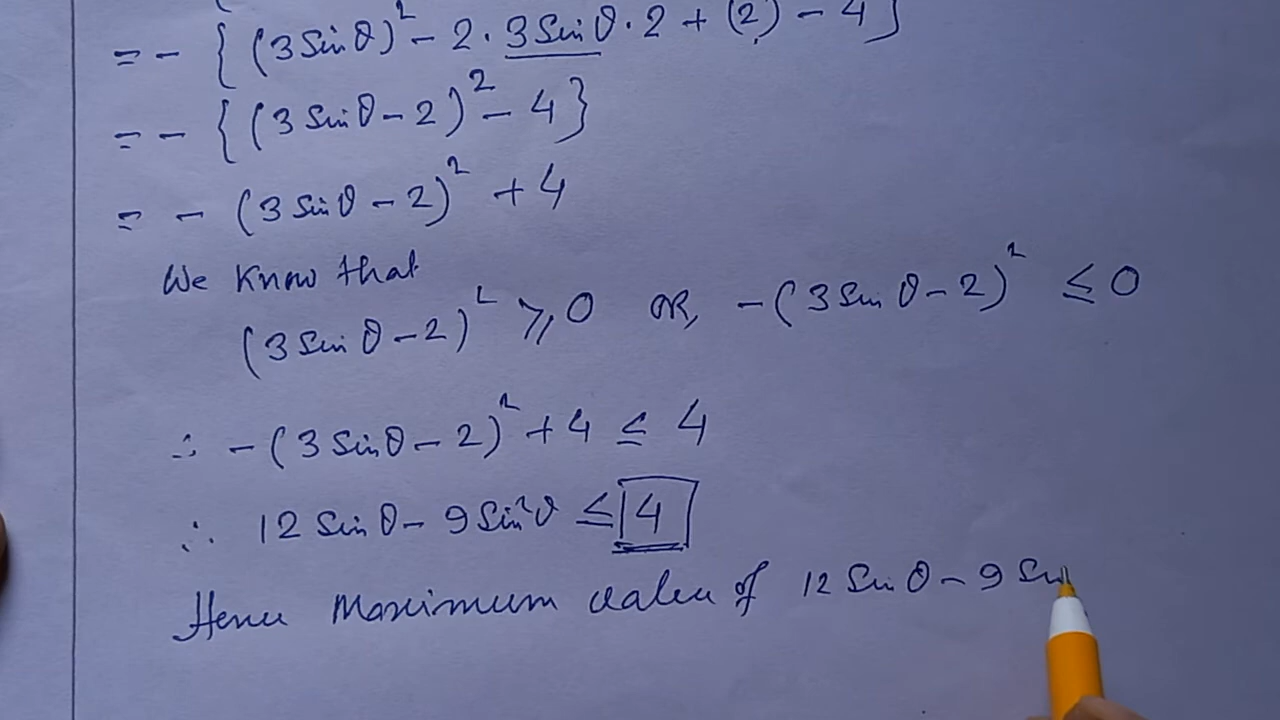 = - { (3 Sin θ)² - 2 · 3 Sin θ · 2 + (2) - 4 }
= - { (3 Sin θ - 2)² - 4 }
= - (3 Sin θ - 2)² + 4
We Know that
(3 Sin θ - 2)² ≥ 0 OR, - (3 Sin θ - 2)² ≤ 0
∴ - (3 Sin θ - 2)² + 4 ≤ 4
∴ 12 Sin θ - 9 Sin²θ ≤ 4
Hence Maximum value of 12 Sin θ - 9 Sin